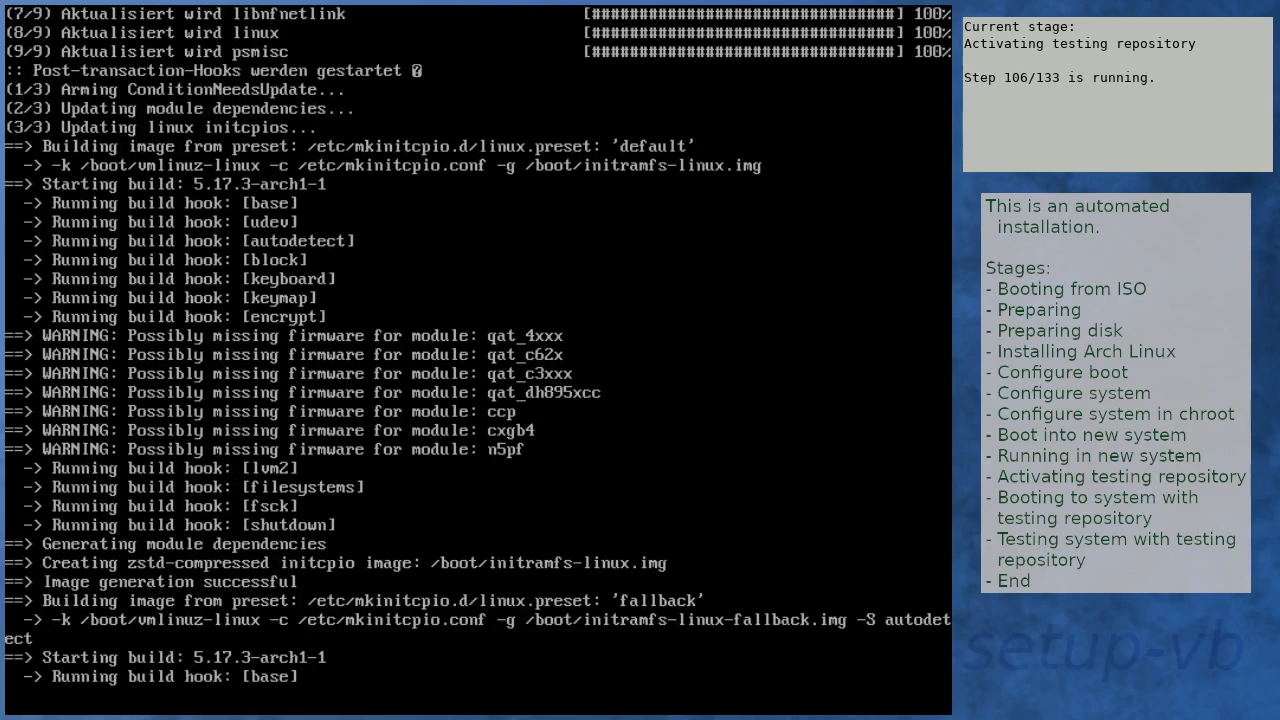 (7/9) Aktualisiert wird libnfnetlink [################################] 100%
(8/9) Aktualisiert wird linux [################################] 100%
(9/9) Aktualisiert wird psmisc [################################] 100%
:: Post-transaction-Hooks werden gestartet �
(1/3) Arming ConditionNeedsUpdate...
(2/3) Updating module dependencies...
(3/3) Updating linux initcpios...
==> Building image from preset: /etc/mkinitcpio.d/linux.preset: 'default'
-> -k /boot/vmlinuz-linux -c /etc/mkinitcpio.conf -g /boot/initramfs-linux.img
==> Starting build: 5.17.3-arch1-1
-> Running build hook: [base]
-> Running build hook: [udev]
-> Running build hook: [autodetect]
-> Running build hook: [block]
-> Running build hook: [keyboard]
-> Running build hook: [keymap]
-> Running build hook: [encrypt]
==> WARNING: Possibly missing firmware for module: qat_4xxx
==> WARNING: Possibly missing firmware for module: qat_c62x
==> WARNING: Possibly missing firmware for module: qat_c3xxx
==> WARNING: Possibly missing firmware for module: qat_dh895xcc
==> WARNING: Possibly missing firmware for module: ccp
==> WARNING: Possibly missing firmware for module: cxgb4
==> WARNING: Possibly missing firmware for module: n5pf
-> Running build hook: [lvm2]
-> Running build hook: [filesystems]
-> Running build hook: [fsck]
-> Running build hook: [shutdown]
==> Generating module dependencies
==> Creating zstd-compressed initcpio image: /boot/initramfs-linux.img
==> Image generation successful
==> Building image from preset: /etc/mkinitcpio.d/linux.preset: 'fallback'
-> -k /boot/vmlinuz-linux -c /etc/mkinitcpio.conf -g /boot/initramfs-linux-fallback.img -S autodet
ect
==> Starting build: 5.17.3-arch1-1
-> Running build hook: [base]
Current stage:
Activating testing repository
Step 106/133 is running.
This is an automated
installation.
Stages:
- Booting from ISO
- Preparing
- Preparing disk
- Installing Arch Linux
- Configure boot
- Configure system
- Configure system in chroot
- Boot into new system
- Running in new system
- Activating testing repository
- Booting to system with
testing repository
- Testing system with testing
repository
- End
setup-vb